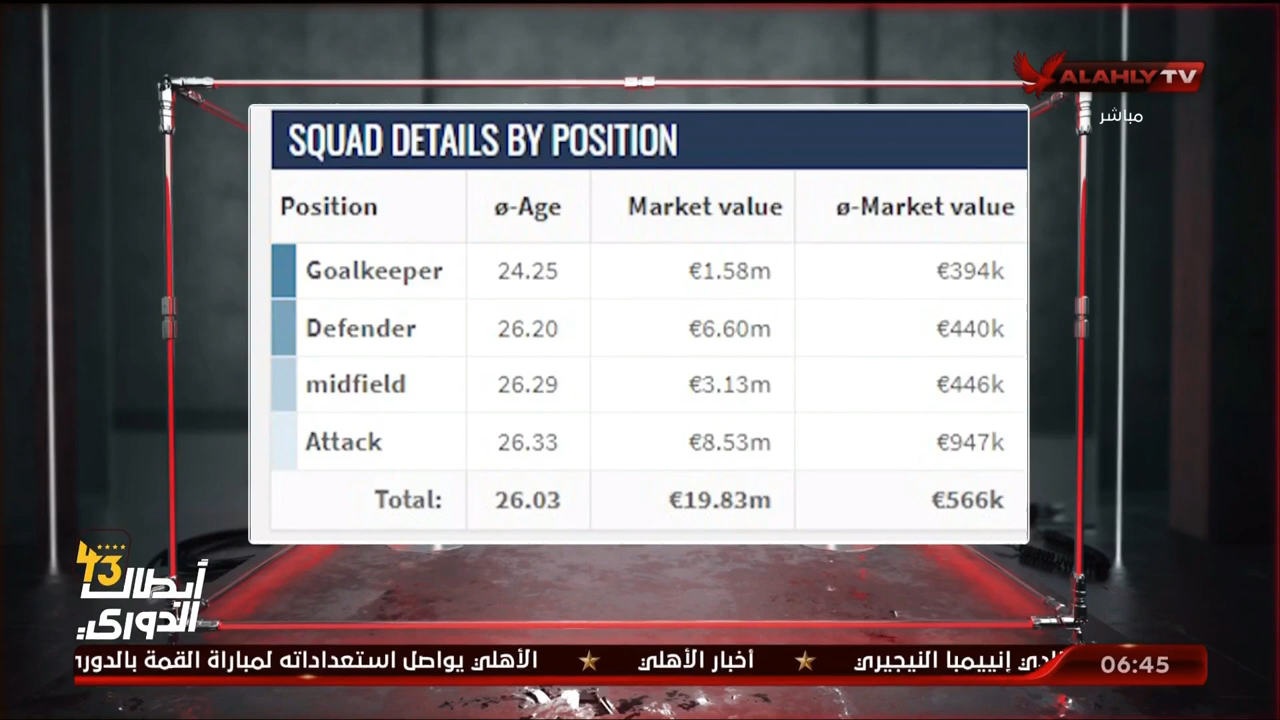 ALAHLY TV
مباشر
SQUAD DETAILS BY POSITION
Position ø-Age Market value ø-Market value
Goalkeeper 24.25 €1.58m €394k
Defender 26.20 €6.60m €440k
midfield 26.29 €3.13m €446k
Attack 26.33 €8.53m €947k
Total: 26.03 €19.83m €566k
43
أبطال
الدوري
إنييمبا النيجيري ★ أخبار الأهلي ★ الأهلي يواصل استعداداته لمباراة القمة
06:45